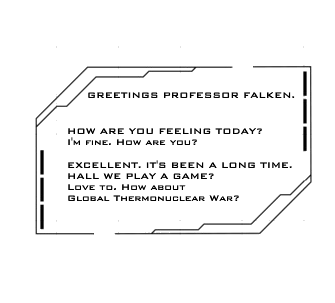 GREETINGS PROFESSOR FALKEN.
HOW ARE YOU FEELING TODAY?
I'M FINE. HOW ARE YOU?
EXCELLENT. IT'S BEEN A LONG TIME.
HALL WE PLAY A GAME?
LOVE TO. HOW ABOUT
GLOBAL THERMONUCLEAR WAR?